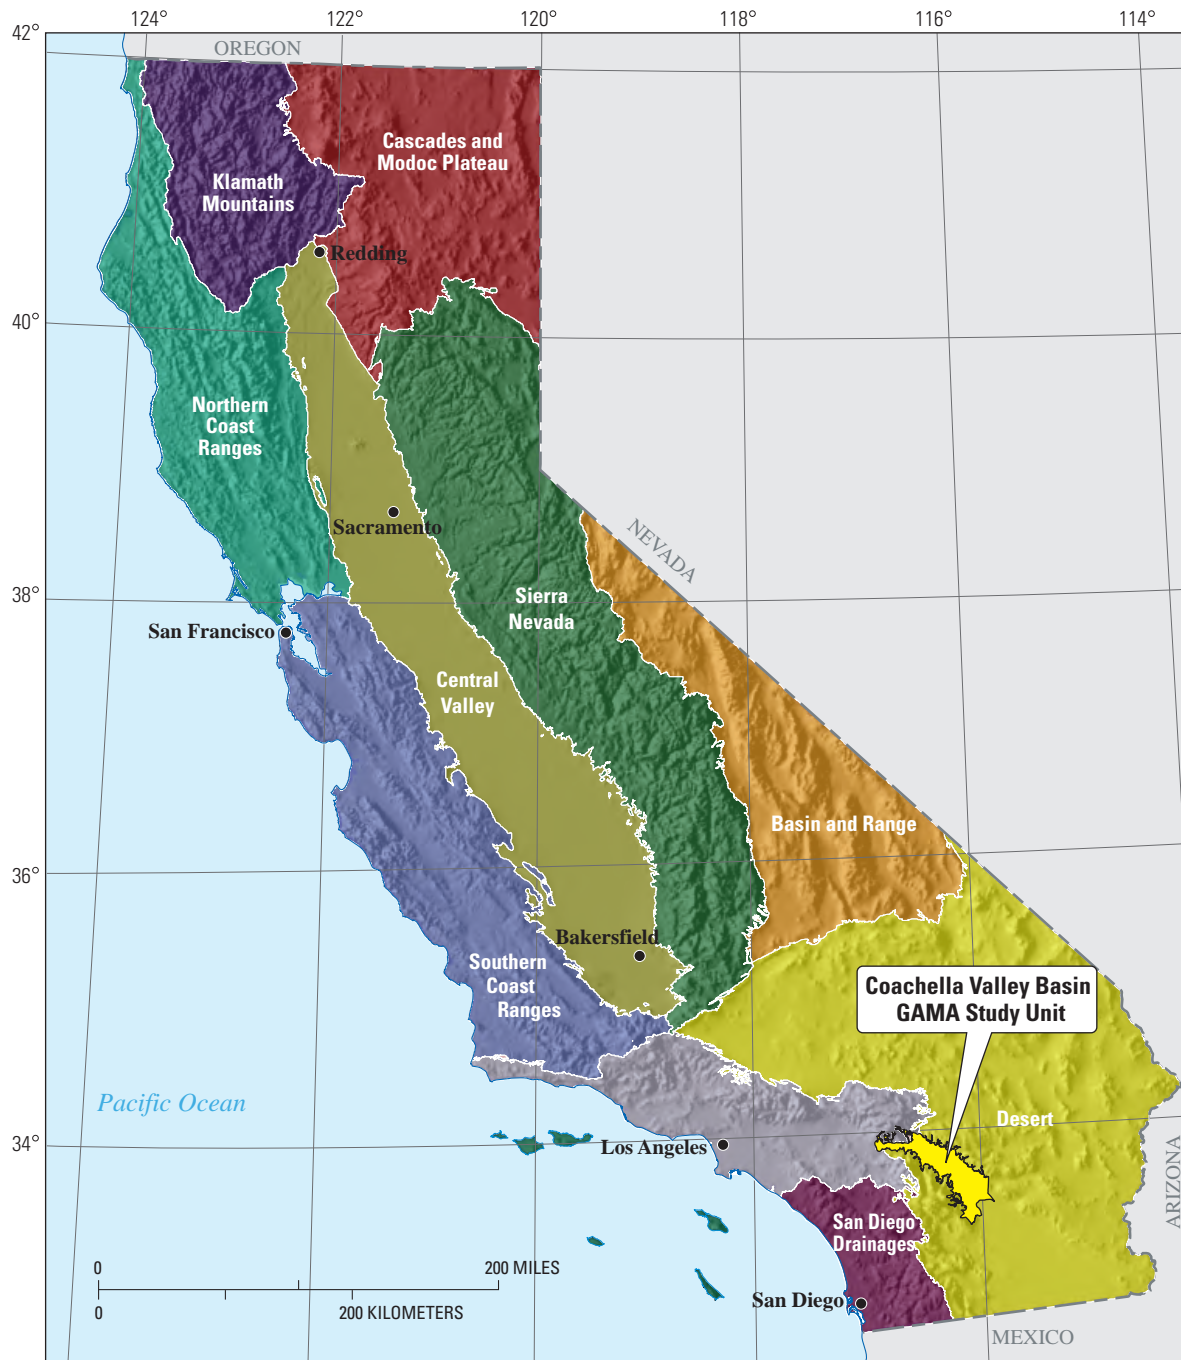 124°
122°
120°
118°
116°
114°
42°
OREGON
Cascades and
Modoc Plateau
Klamath
Mountains
Redding
40°
Northern
Coast
Ranges
Sacramento
NEVADA
38°
Sierra
Nevada
San Francisco
Central
Valley
Basin and Range
36°
Bakersfield
Southern
Coast
Ranges
Coachella Valley Basin
GAMA Study Unit
Pacific Ocean
Desert
34°
Los Angeles
ARIZONA
San Diego
Drainages
0
200 MILES
0
200 KILOMETERS
San Diego
MEXICO